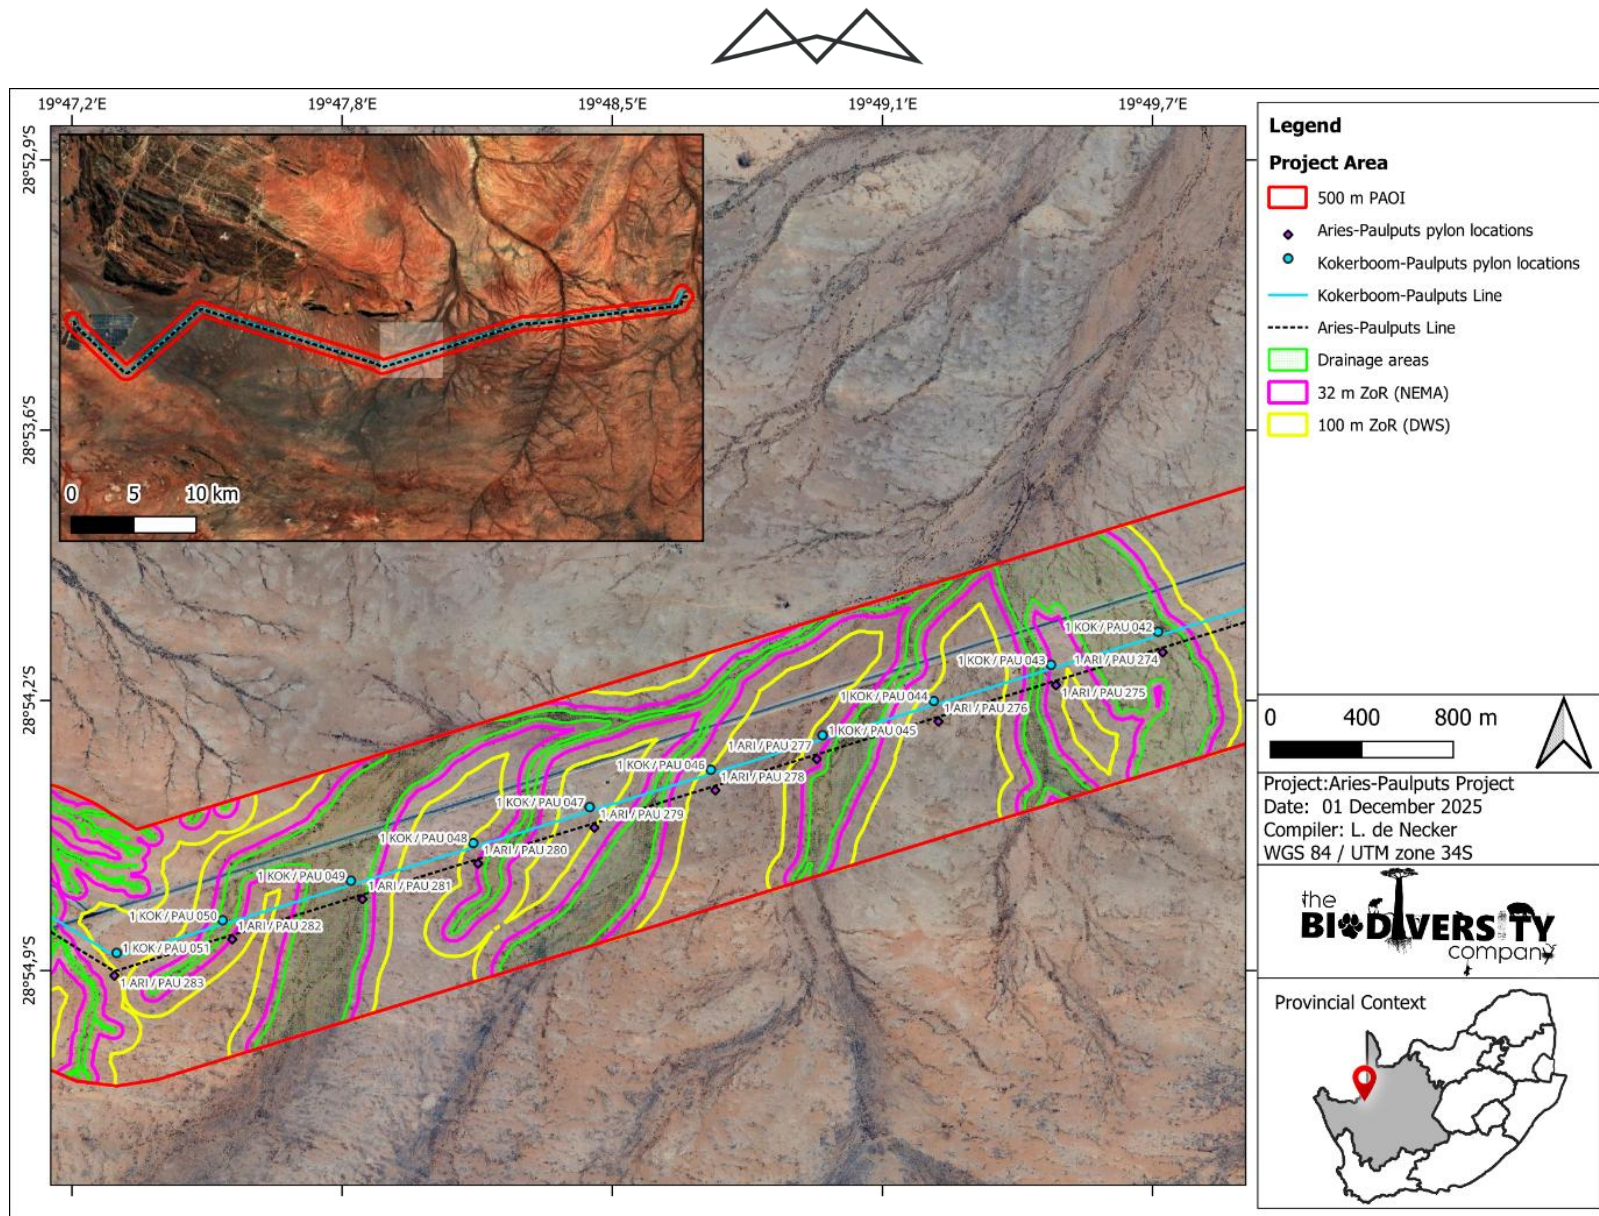 19°47,2'E
19°47,8'E
19°48,5'E
19°49,1'E
19°49,7'E
28°52,9'S
28°53,6'S
28°54,2'S
28°54,9'S
0 5 10 km
1 KOK / PAU 042
1 KOK / PAU 043
1 ARI / PAU 274
1 KOK / PAU 044
1 ARI / PAU 275
1 ARI / PAU 276
1 KOK / PAU 045
1 ARI / PAU 277
1 KOK / PAU 046
1 ARI / PAU 278
1 KOK / PAU 047
1 ARI / PAU 279
1 KOK / PAU 048
1 ARI / PAU 280
1 KOK / PAU 049
1 ARI / PAU 281
1 KOK / PAU 050
1 ARI / PAU 282
1 KOK / PAU 051
1 ARI / PAU 283
Legend
Project Area
500 m PAOI
Aries-Paulputs pylon locations
Kokerboom-Paulputs pylon locations
Kokerboom-Paulputs Line
Aries-Paulputs Line
Drainage areas
32 m ZoR (NEMA)
100 m ZoR (DWS)
0 400 800 m
Project:Aries-Paulputs Project
Date: 01 December 2025
Compiler: L. de Necker
WGS 84 / UTM zone 34S
the
BIODIVERSITY
company
Provincial Context